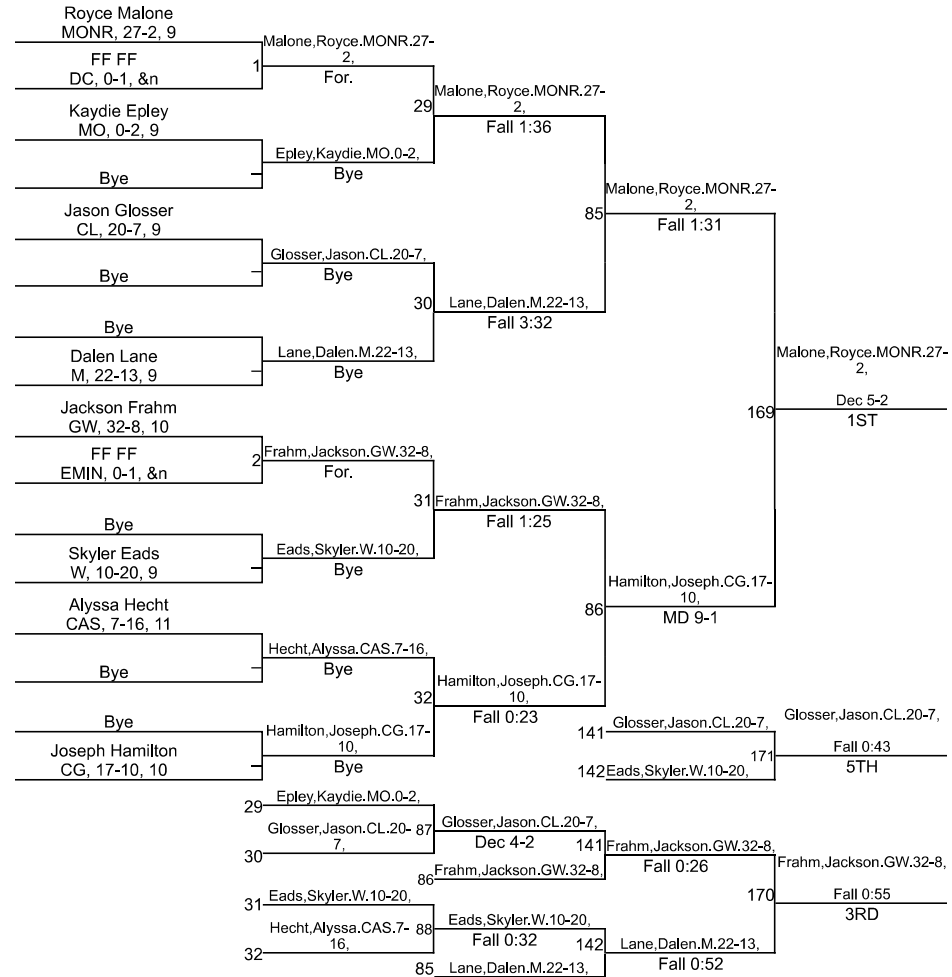 Royce Malone
MONR, 27-2, 9
FF FF
DC, 0-1, &n
1
Malone,Royce.MONR.27-
2,
For.
Kaydie Epley
MO, 0-2, 9
Bye
Epley,Kaydie.MO.0-2,
Bye
29
Malone,Royce.MONR.27-
2,
Fall 1:36
Jason Glosser
CL, 20-7, 9
Bye
Glosser,Jason.CL.20-7,
Bye
Bye
Dalen Lane
M, 22-13, 9
Lane,Dalen.M.22-13,
Bye
30
Lane,Dalen.M.22-13,
Fall 3:32
85
Malone,Royce.MONR.27-
2,
Fall 1:31
Jackson Frahm
GW, 32-8, 10
FF FF
EMIN, 0-1, &n
2
Frahm,Jackson.GW.32-8,
For.
Bye
Skyler Eads
W, 10-20, 9
Eads,Skyler.W.10-20,
Bye
31
Frahm,Jackson.GW.32-8,
Fall 1:25
Alyssa Hecht
CAS, 7-16, 11
Bye
Hecht,Alyssa.CAS.7-16,
Bye
Bye
Joseph Hamilton
CG, 17-10, 10
Hamilton,Joseph.CG.17-
10,
Bye
32
Hamilton,Joseph.CG.17-
10,
Fall 0:23
86
Hamilton,Joseph.CG.17-
10,
MD 9-1
169
Malone,Royce.MONR.27-
2,
Dec 5-2
1ST
141
Glosser,Jason.CL.20-7,
142
Eads,Skyler.W.10-20,
171
Glosser,Jason.CL.20-7,
Fall 0:43
5TH
29
Epley,Kaydie.MO.0-2,
30
Glosser,Jason.CL.20-
7,
87
Glosser,Jason.CL.20-7,
Dec 4-2
86
Frahm,Jackson.GW.32-8,
141
Frahm,Jackson.GW.32-8,
Fall 0:26
31
Eads,Skyler.W.10-20,
32
Hecht,Alyssa.CAS.7-
16,
88
Eads,Skyler.W.10-20,
Fall 0:32
85
Lane,Dalen.M.22-13,
142
Lane,Dalen.M.22-13,
Fall 0:52
170
Frahm,Jackson.GW.32-8,
Fall 0:55
3RD